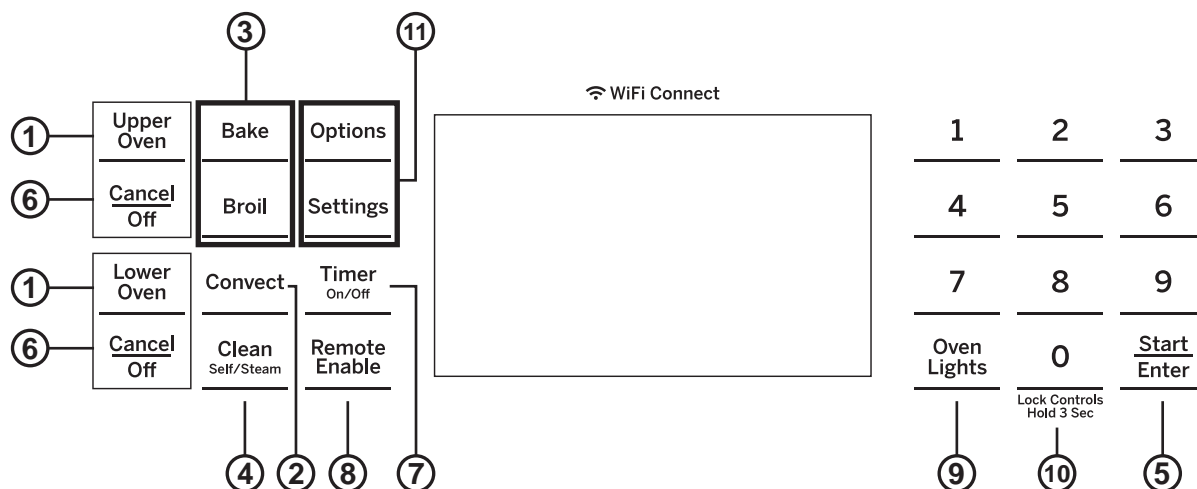 3
11
WiFi Connect
1
Upper
Oven
Bake
Options
1
2
3
6
Cancel
Off
Broil
Settings
4
5
6
1
Lower
Oven
Convect
Timer
On/Off
7
8
9
6
Cancel
Off
Clean
Self/Steam
Remote
Enable
Oven
Lights
0
Lock Controls
Hold 3 Sec
Start
Enter
4
2
8
7
9
10
5